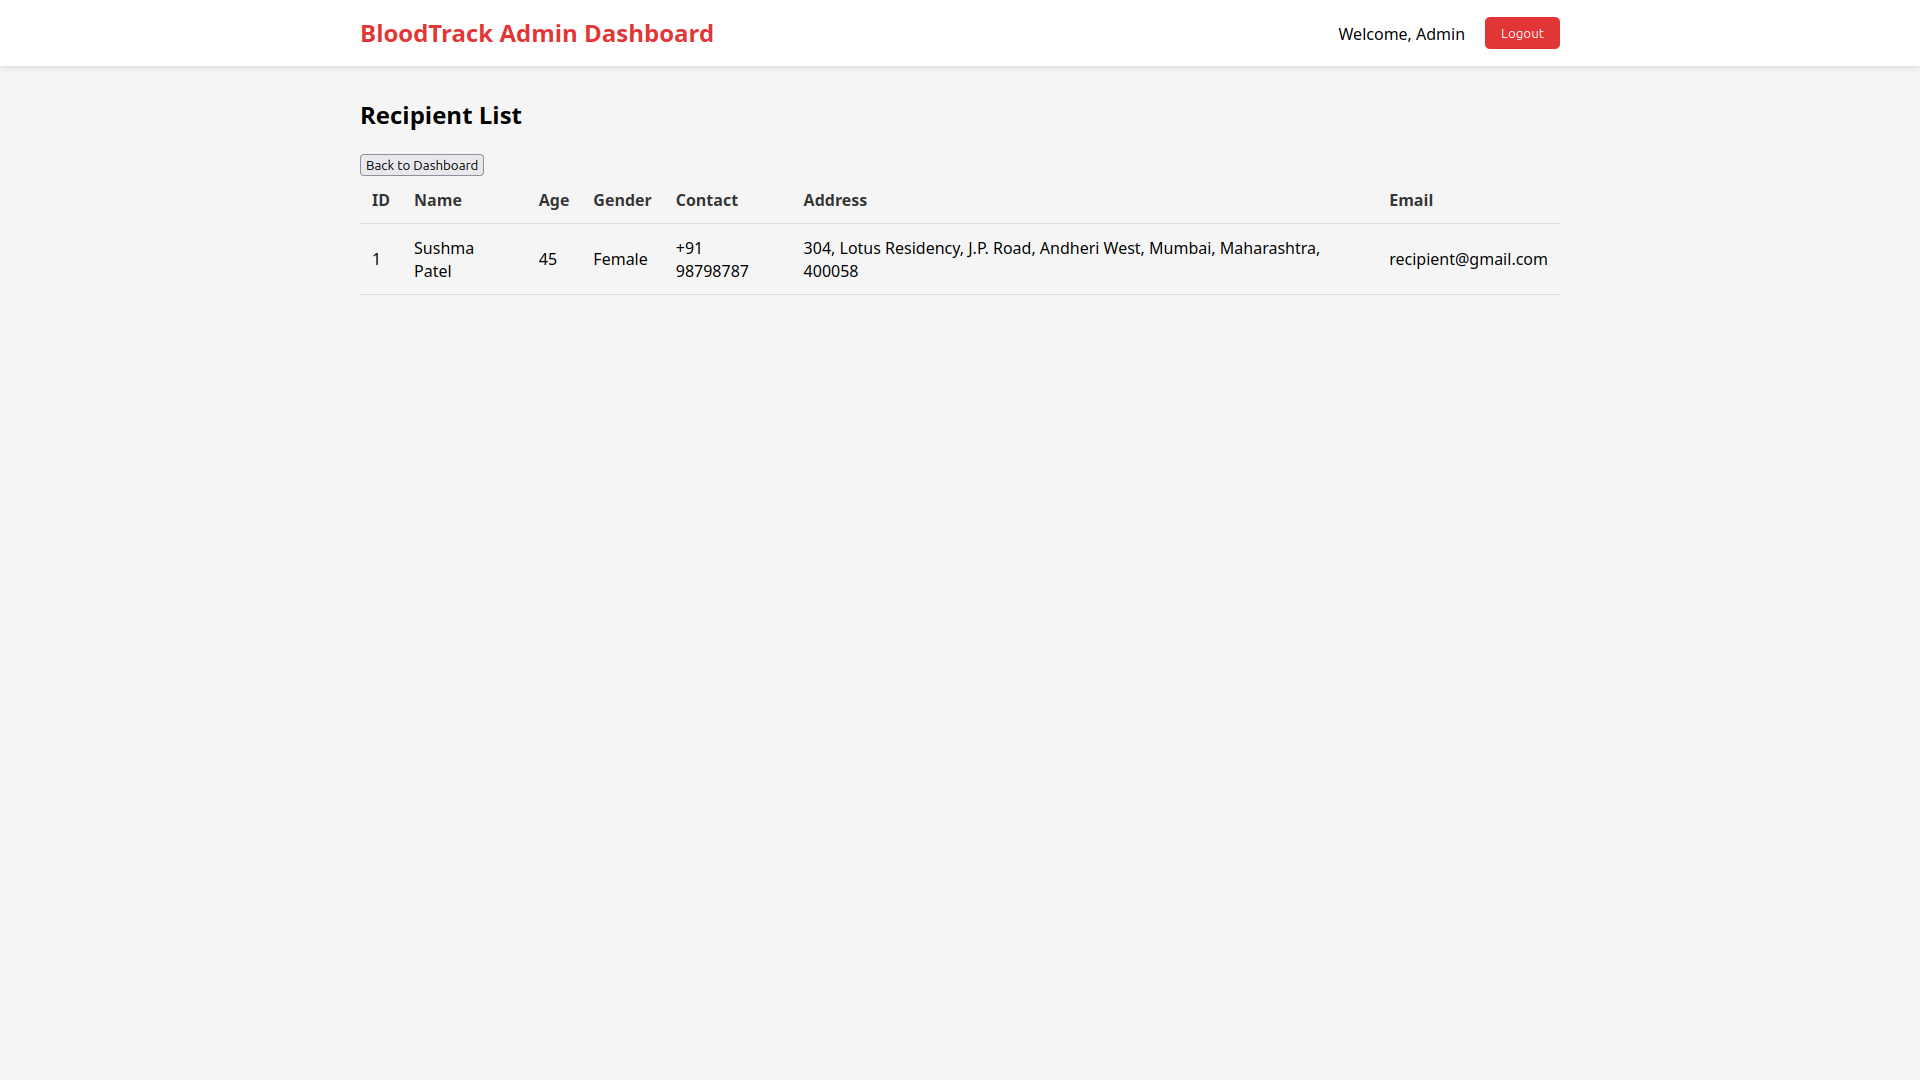 BloodTrack Admin Dashboard
Welcome, Admin
Logout
Recipient List
Back to Dashboard
ID Name Age Gender Contact Address Email
1 Sushma Patel 45 Female +91 98798787 304, Lotus Residency, J.P. Road, Andheri West, Mumbai, Maharashtra, 400058 recipient@gmail.com